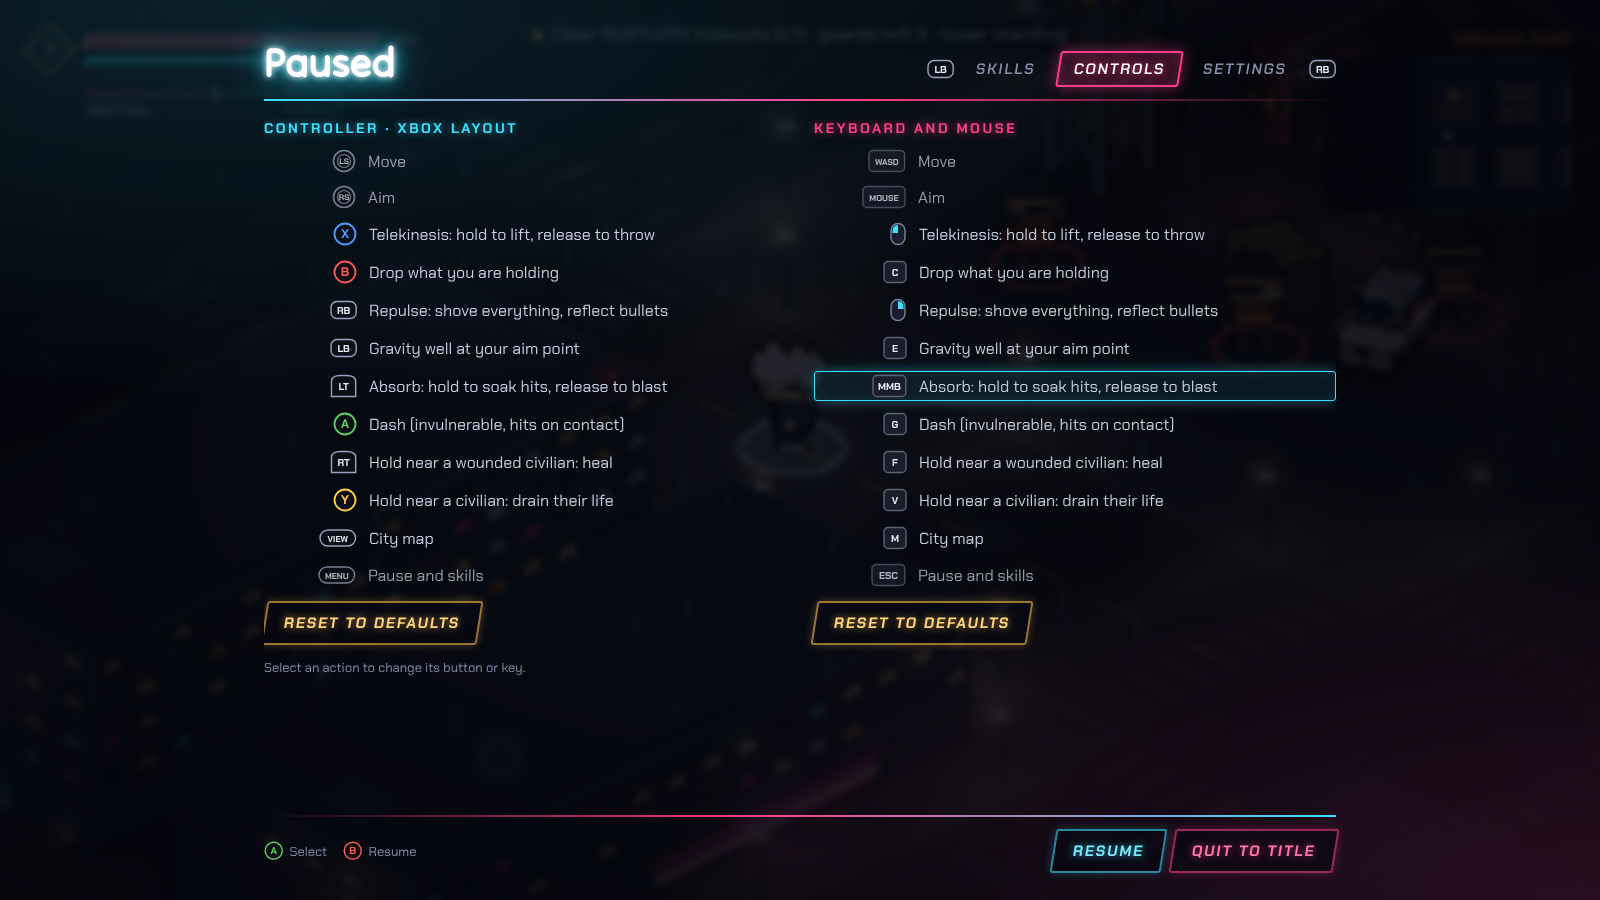 Paused
LB SKILLS CONTROLS SETTINGS RB
CONTROLLER · XBOX LAYOUT
LS Move
RS Aim
X Telekinesis: hold to lift, release to throw
B Drop what you are holding
RB Repulse: shove everything, reflect bullets
LB Gravity well at your aim point
LT Absorb: hold to soak hits, release to blast
A Dash (invulnerable, hits on contact)
RT Hold near a wounded civilian: heal
Y Hold near a civilian: drain their life
VIEW City map
MENU Pause and skills
RESET TO DEFAULTS
Select an action to change its button or key.
KEYBOARD AND MOUSE
WASD Move
MOUSE Aim
Telekinesis: hold to lift, release to throw
C Drop what you are holding
Repulse: shove everything, reflect bullets
E Gravity well at your aim point
MMB Absorb: hold to soak hits, release to blast
G Dash (invulnerable, hits on contact)
F Hold near a wounded civilian: heal
V Hold near a civilian: drain their life
M City map
ESC Pause and skills
RESET TO DEFAULTS
A Select B Resume
RESUME QUIT TO TITLE